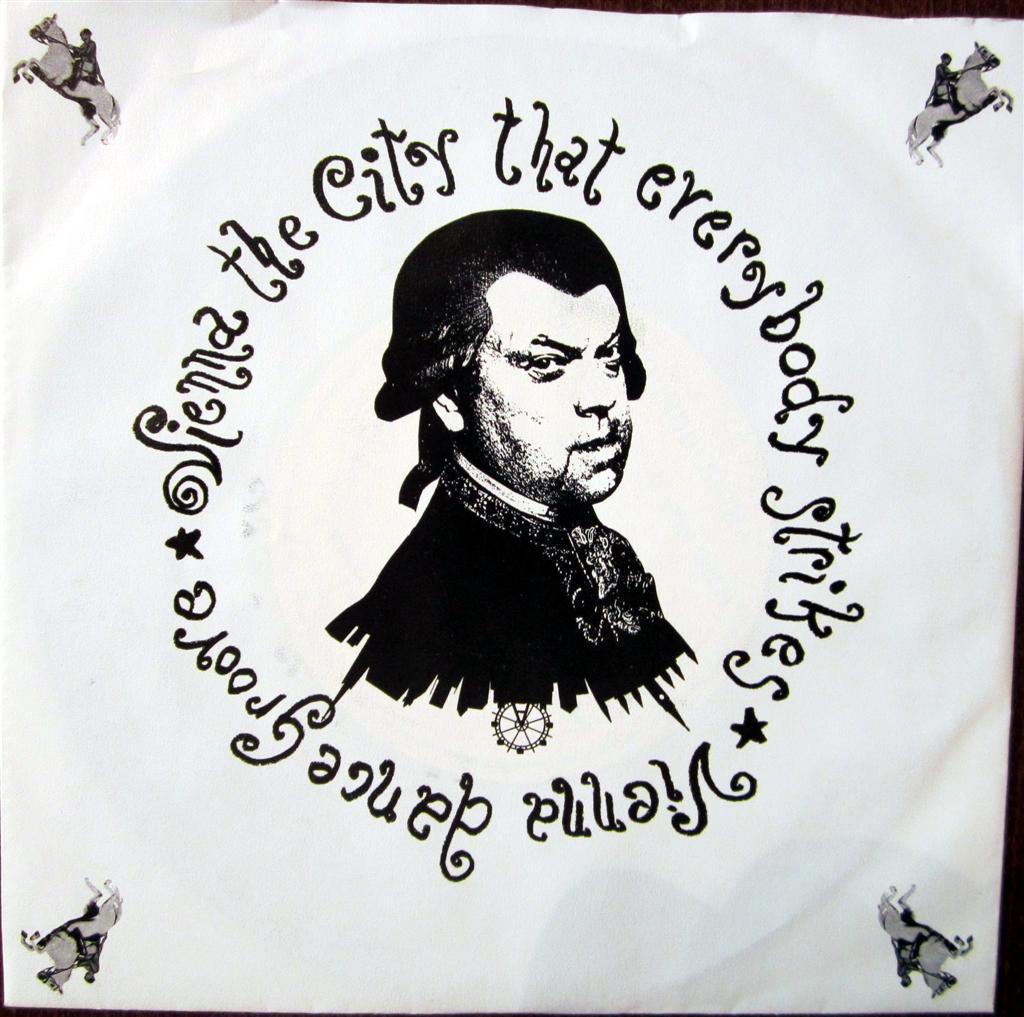 Vienna the City that everybody strikes ★
Vienna dance Groove ★